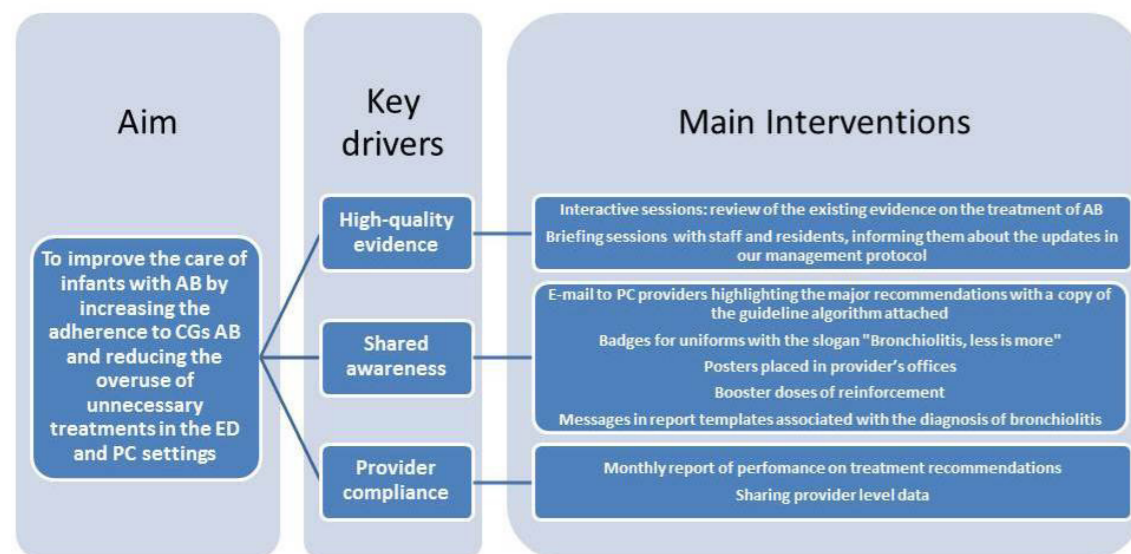 Aim
Key
drivers
Main Interventions
To improve the care of
infants with AB by
increasing the
adherence to CGs AB
and reducing the
overuse of
unnecessary
treatments in the ED
and PC settings
High-quality
evidence
Interactive sessions: review of the existing evidence on the treatment of AB
Briefing sessions with staff and residents, informing them about the updates in
our management protocol
Shared
awareness
E-mail to PC providers highlighting the major recommendations with a copy of
the guideline algorithm attached
Badges for uniforms with the slogan "Bronchiolitis, less is more"
Posters placed in provider's offices
Booster doses of reinforcement
Messages in report templates associated with the diagnosis of bronchiolitis
Provider
compliance
Monthly report of perfomance on treatment recommendations
Sharing provider level data